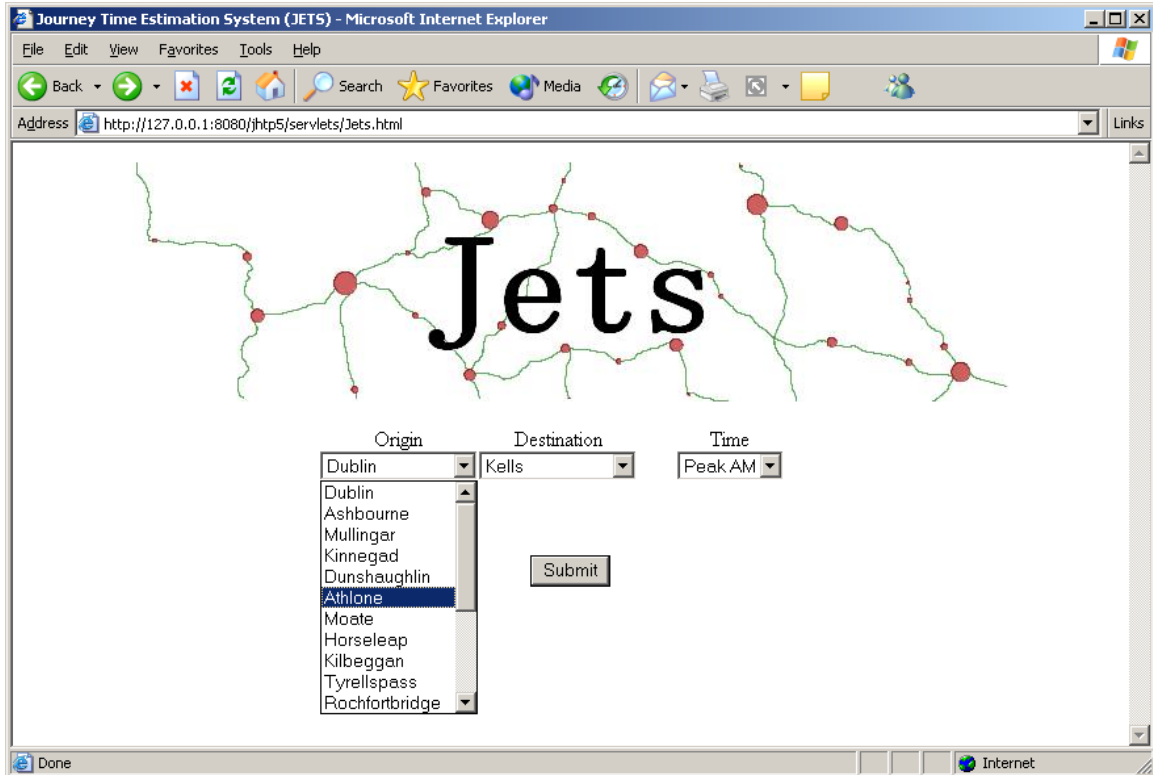 Journey Time Estimation System (JETS) - Microsoft Internet Explorer
File Edit View Favorites Tools Help
Back Search Favorites Media
Address http://127.0.0.1:8080/jhtp5/servlets/Jets.html Links
Jets
Origin Destination Time
Dublin Kells Peak AM
Dublin
Ashbourne
Mullingar
Kinnegad
Dunshaughlin
Athlone
Moate
Horseleap
Kilbeggan
Tyrellspass
Rochfortbridge
Submit
Done Internet